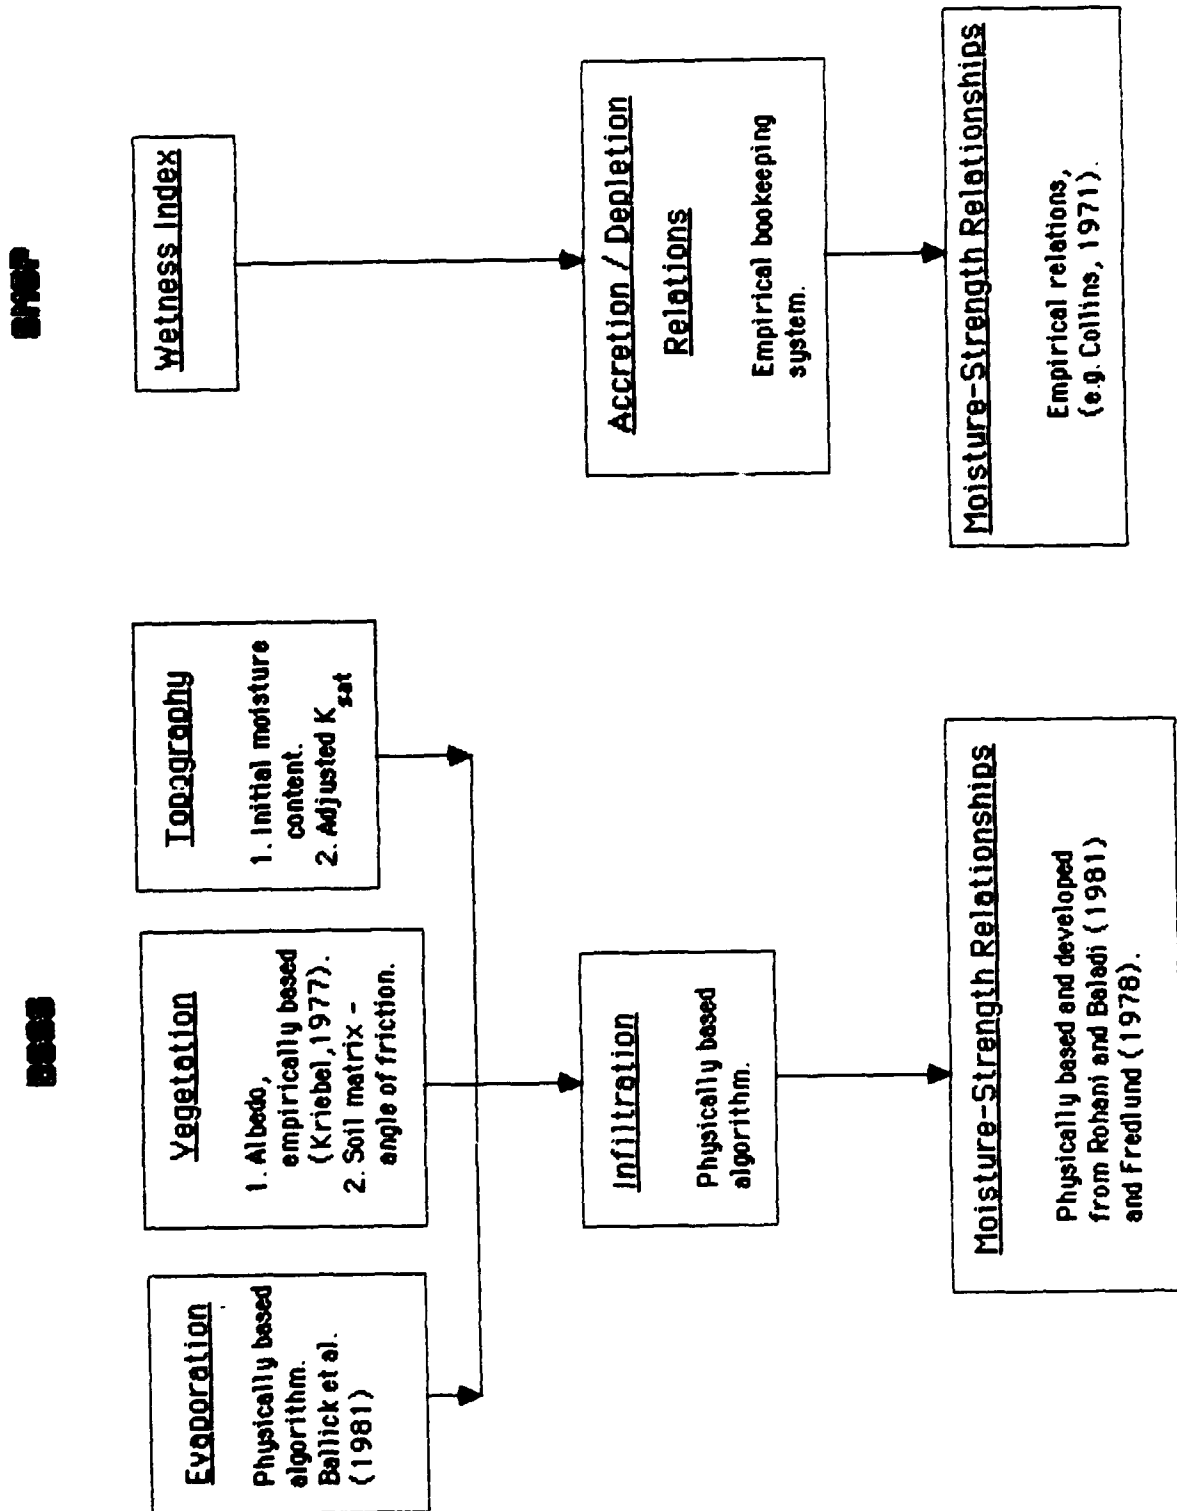 Evaporation
Physically based
algorithm.
Ballick et al.
(1981)
Vegetation
1. Albedo,
empirically based
(Kriebel,1977).
2. Soil matrix -
angle of friction.
Topography
1. Initial moisture
content.
2. Adjusted K sat
Infiltration
Physically based
algorithm.
Moisture-Strength Relationships
Physically based and developed
from Rohani and Baladi (1981)
and Fredlund (1978).
SMSP
Wetness Index
Accretion / Depletion
Relations
Empirical bookeeping
system.
Moisture-Strength Relationships
Empirical relations,
(e.g. Collins, 1971).